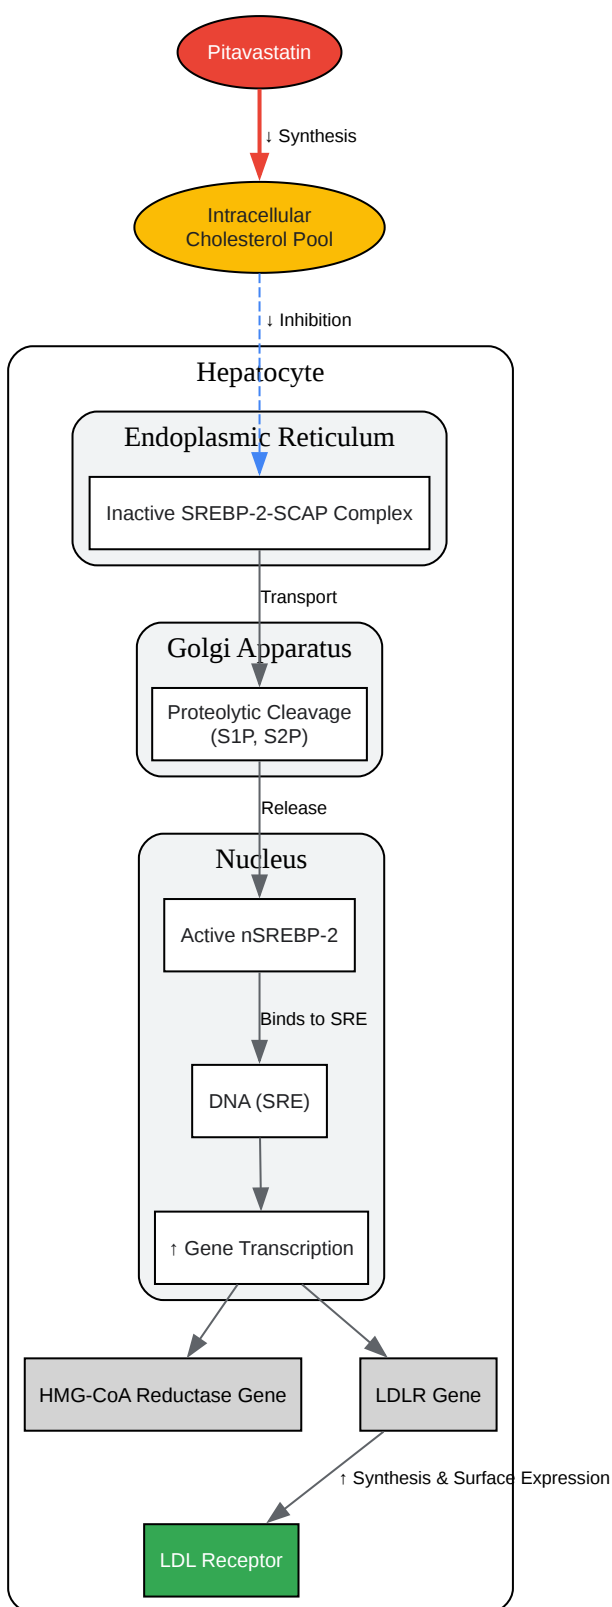 Pitavastatin
↓ Synthesis
Intracellular
Cholesterol Pool
↓ Inhibition
Hepatocyte
Endoplasmic Reticulum
Inactive SREBP-2-SCAP Complex
Transport
Golgi Apparatus
Proteolytic Cleavage
(S1P, S2P)
Release
Nucleus
Active nSREBP-2
Binds to SRE
DNA (SRE)
↑ Gene Transcription
HMG-CoA Reductase Gene
LDLR Gene
↑ Synthesis & Surface Expression
LDL Receptor